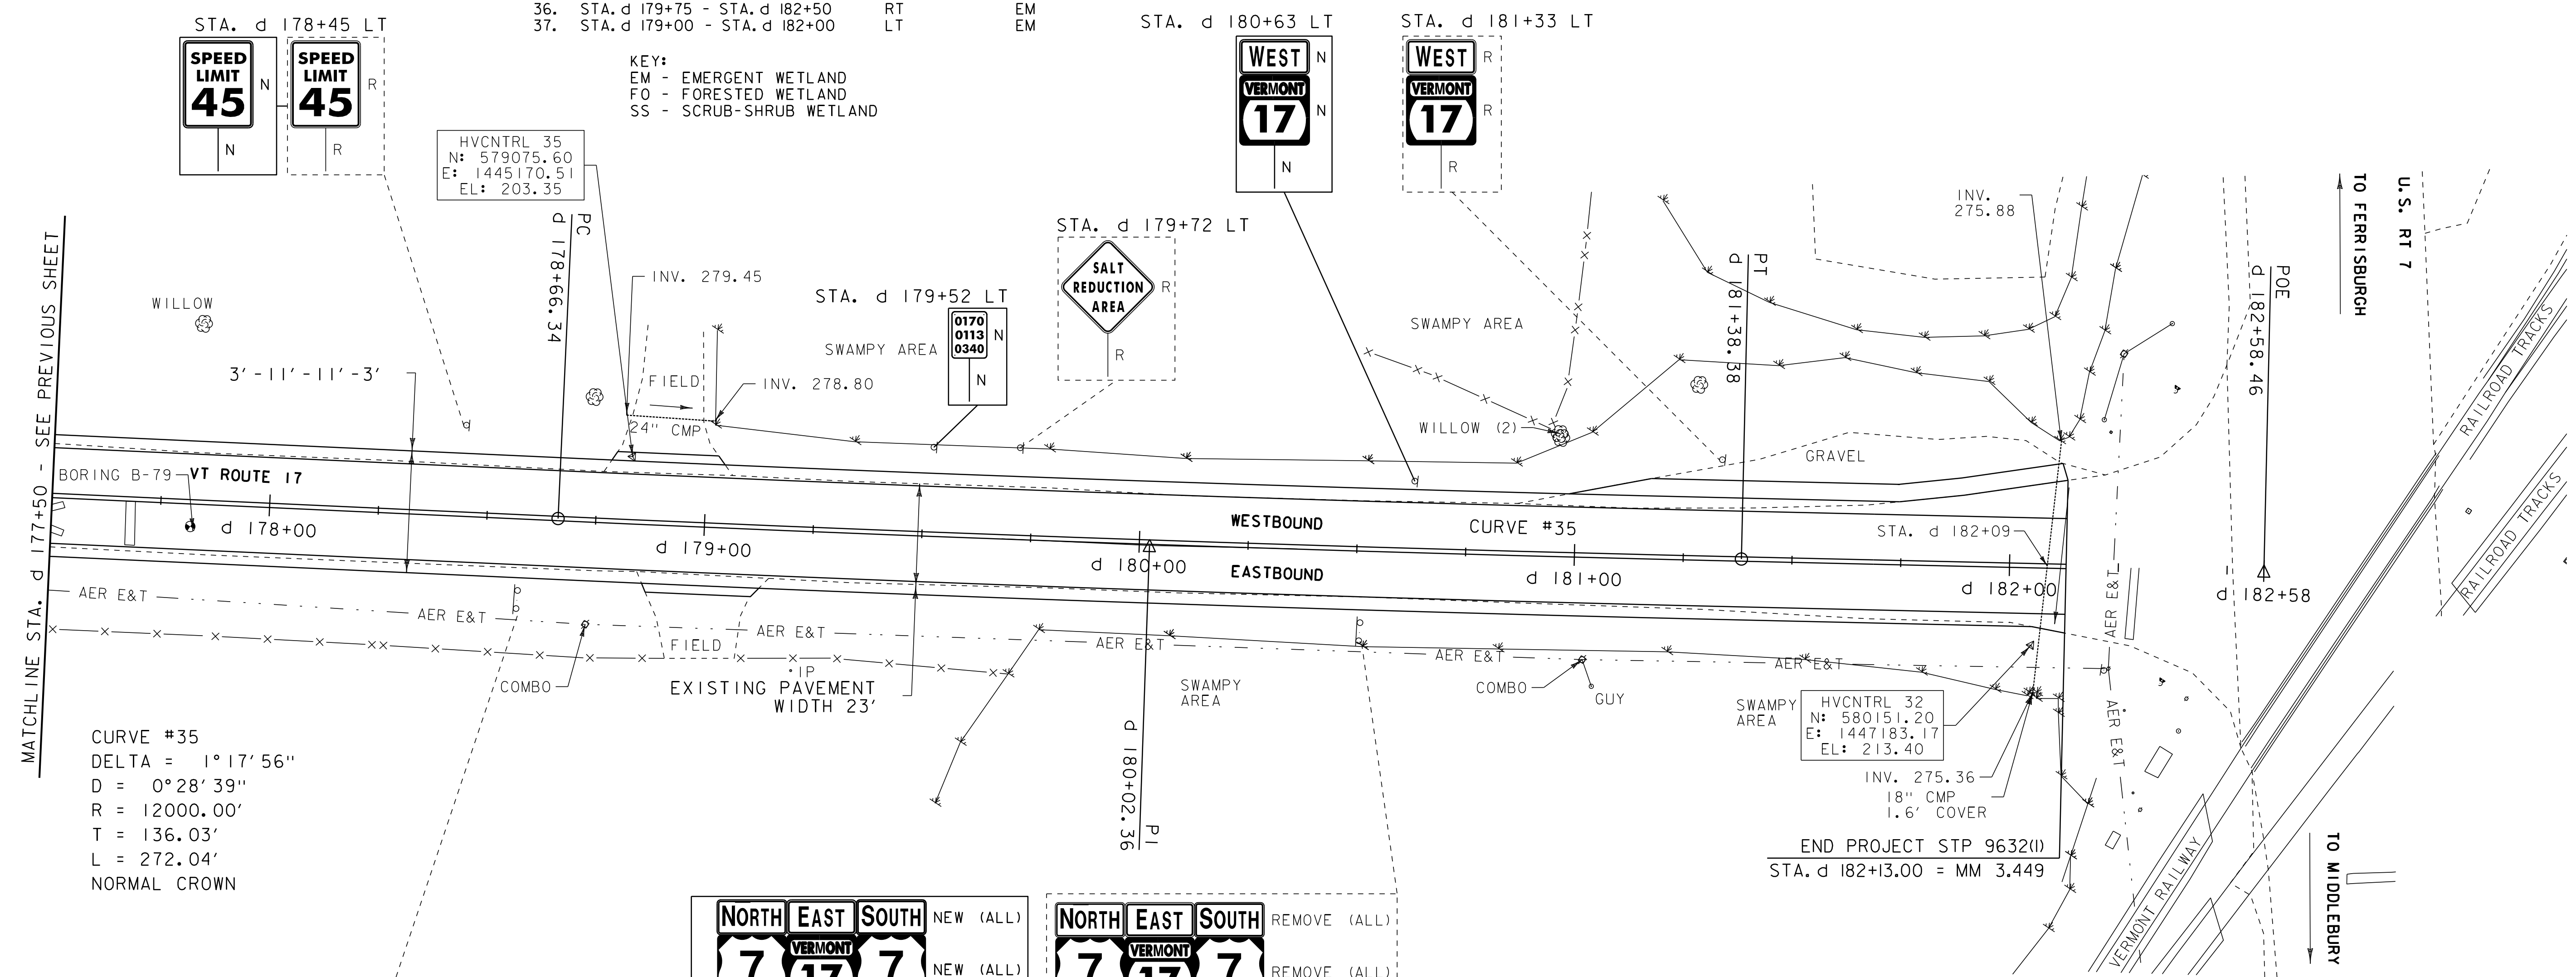 36. STA. d 179+75 - STA. d 182+50 RT EM
37. STA. d 179+00 - STA. d 182+00 LT EM
KEY:
EM - EMERGENT WETLAND
FO - FORESTED WETLAND
SS - SCRUB-SHRUB WETLAND
STA. d 178+45 LT
SPEED
LIMIT
45
N
N
SPEED
LIMIT
45
R
R
STA. d 180+63 LT
WEST
N
VERMONT
17
N
N
STA. d 181+33 LT
WEST
R
VERMONT
17
R
R
HVCNTRL 35
N: 579075.60
E: 1445170.51
EL: 203.35
PC
d 178+66.34
INV. 279.45
STA. d 179+52 LT
0170
0113
0340
N
N
STA. d 179+72 LT
SALT
REDUCTION
AREA
R
R
INV.
275.88
PT
d 181+38.38
POE
d 182+58.46
TO FERRISBURGH
U.S. RT 7
RAILROAD TRACKS
RAILROAD TRACKS
WILLOW
3'-11'-11'-3'
FIELD
INV. 278.80
24" CMP
SWAMPY AREA
SWAMPY AREA
WILLOW (2)
GRAVEL
MATCHLINE STA. d 177+50 - SEE PREVIOUS SHEET
BORING B-79
VT ROUTE 17
d 178+00
d 179+00
d 180+00
d 181+00
d 182+00
d 182+58
WESTBOUND
EASTBOUND
CURVE #35
STA. d 182+09
AER E&T
AER E&T
AER E&T
AER E&T
AER E&T
AER E&T
AER E&T
AER E&T
FIELD
IP
COMBO
EXISTING PAVEMENT
WIDTH 23'
SWAMPY
AREA
COMBO
GUY
SWAMPY
AREA
HVCNTRL 32
N: 580151.20
E: 1447183.17
EL: 213.40
INV. 275.36
18" CMP
1.6' COVER
PI
d 180+02.36
CURVE #35
DELTA = 1°17'56"
D = 0°28'39"
R = 12000.00'
T = 136.03'
L = 272.04'
NORMAL CROWN
END PROJECT STP 9632(1)
STA. d 182+13.00 = MM 3.449
VERMONT RAILWAY
TO MIDDLEBURY
NORTH EAST SOUTH NEW (ALL)
7 VERMONT 17 7 NEW (ALL)
NORTH EAST SOUTH REMOVE (ALL)
7 VERMONT 17 7 REMOVE (ALL)